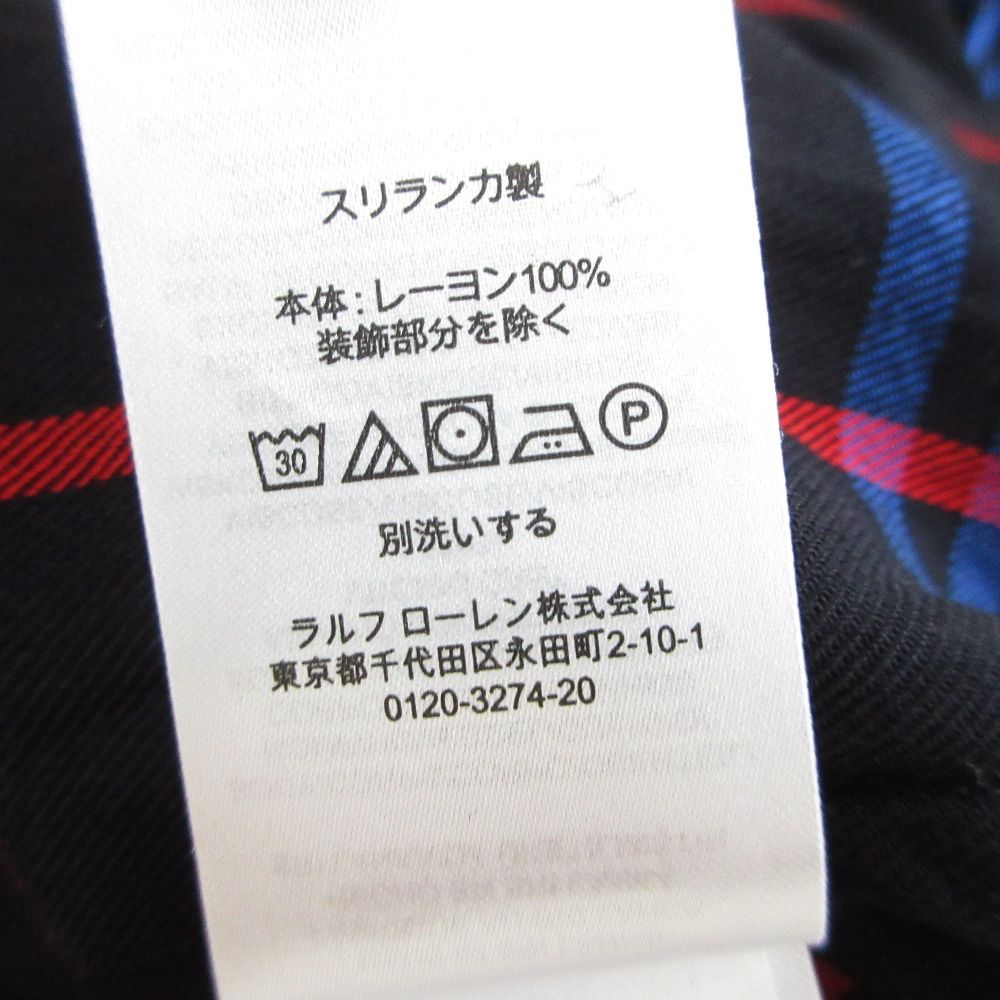 スリランカ製
本体：レーヨン100%
装飾部分を除く
30 P
別洗いする
ラルフ ローレン株式会社
東京都千代田区永田町2-10-1
0120-3274-20